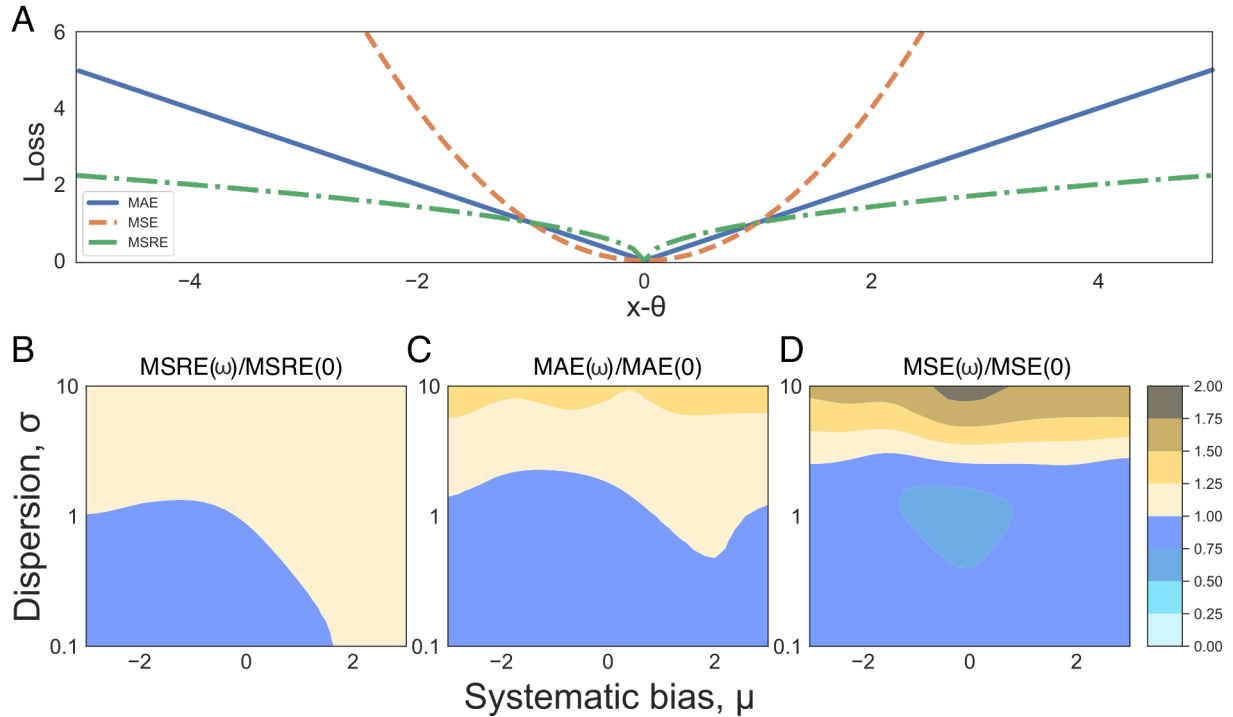 A
6
4
2
0
Loss
MAE
MSE
MSRE
−4
−2
0
2
4
x-θ
B
MSRE(ω)/MSRE(0)
C
MAE(ω)/MAE(0)
D
MSE(ω)/MSE(0)
Dispersion, σ
10
1
0.1
−2
0
2
10
1
0.1
−2
0
2
10
1
0.1
−2
0
2
2.00
1.75
1.50
1.25
1.00
0.75
0.50
0.25
0.00
Systematic bias, μ